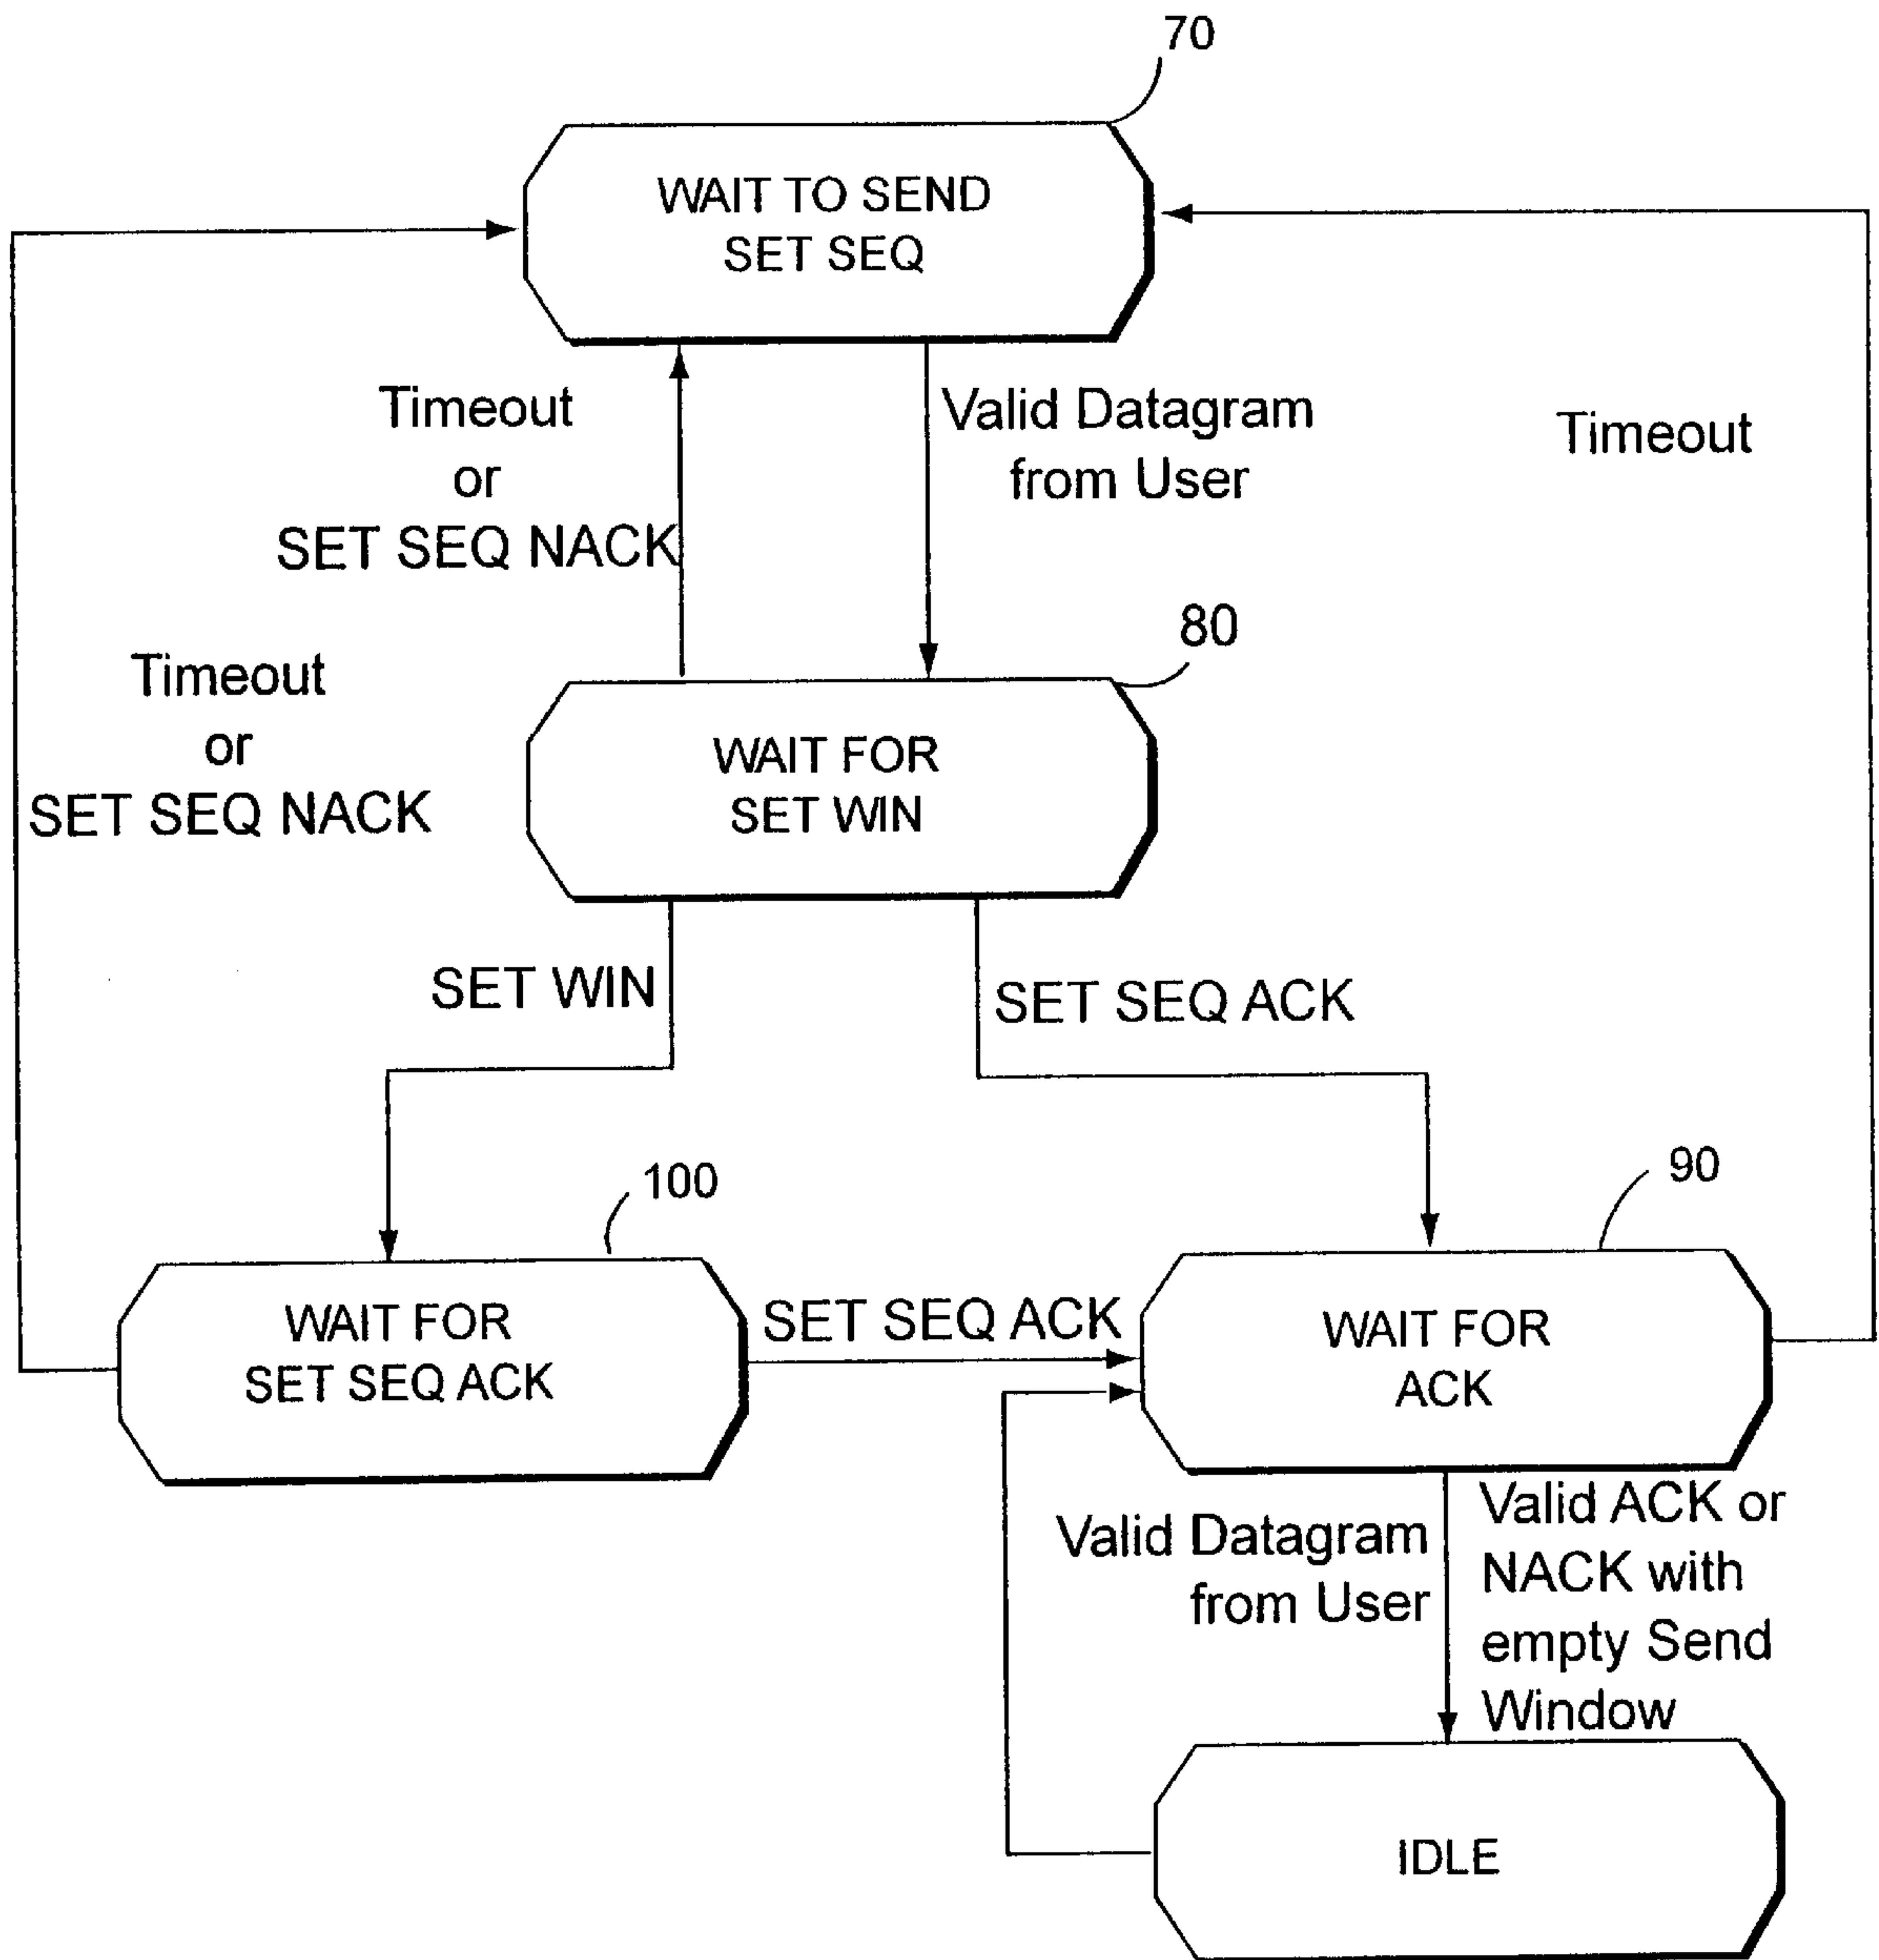 70
WAIT TO SEND
SET SEQ
Timeout
or
SET SEQ NACK
Valid Datagram
from User
Timeout
80
Timeout
or
SET SEQ NACK
WAIT FOR
SET WIN
SET WIN
SET SEQ ACK
100
90
WAIT FOR
SET SEQ ACK
SET SEQ ACK
WAIT FOR
ACK
Valid Datagram
from User
Valid ACK or
NACK with
empty Send
Window
IDLE